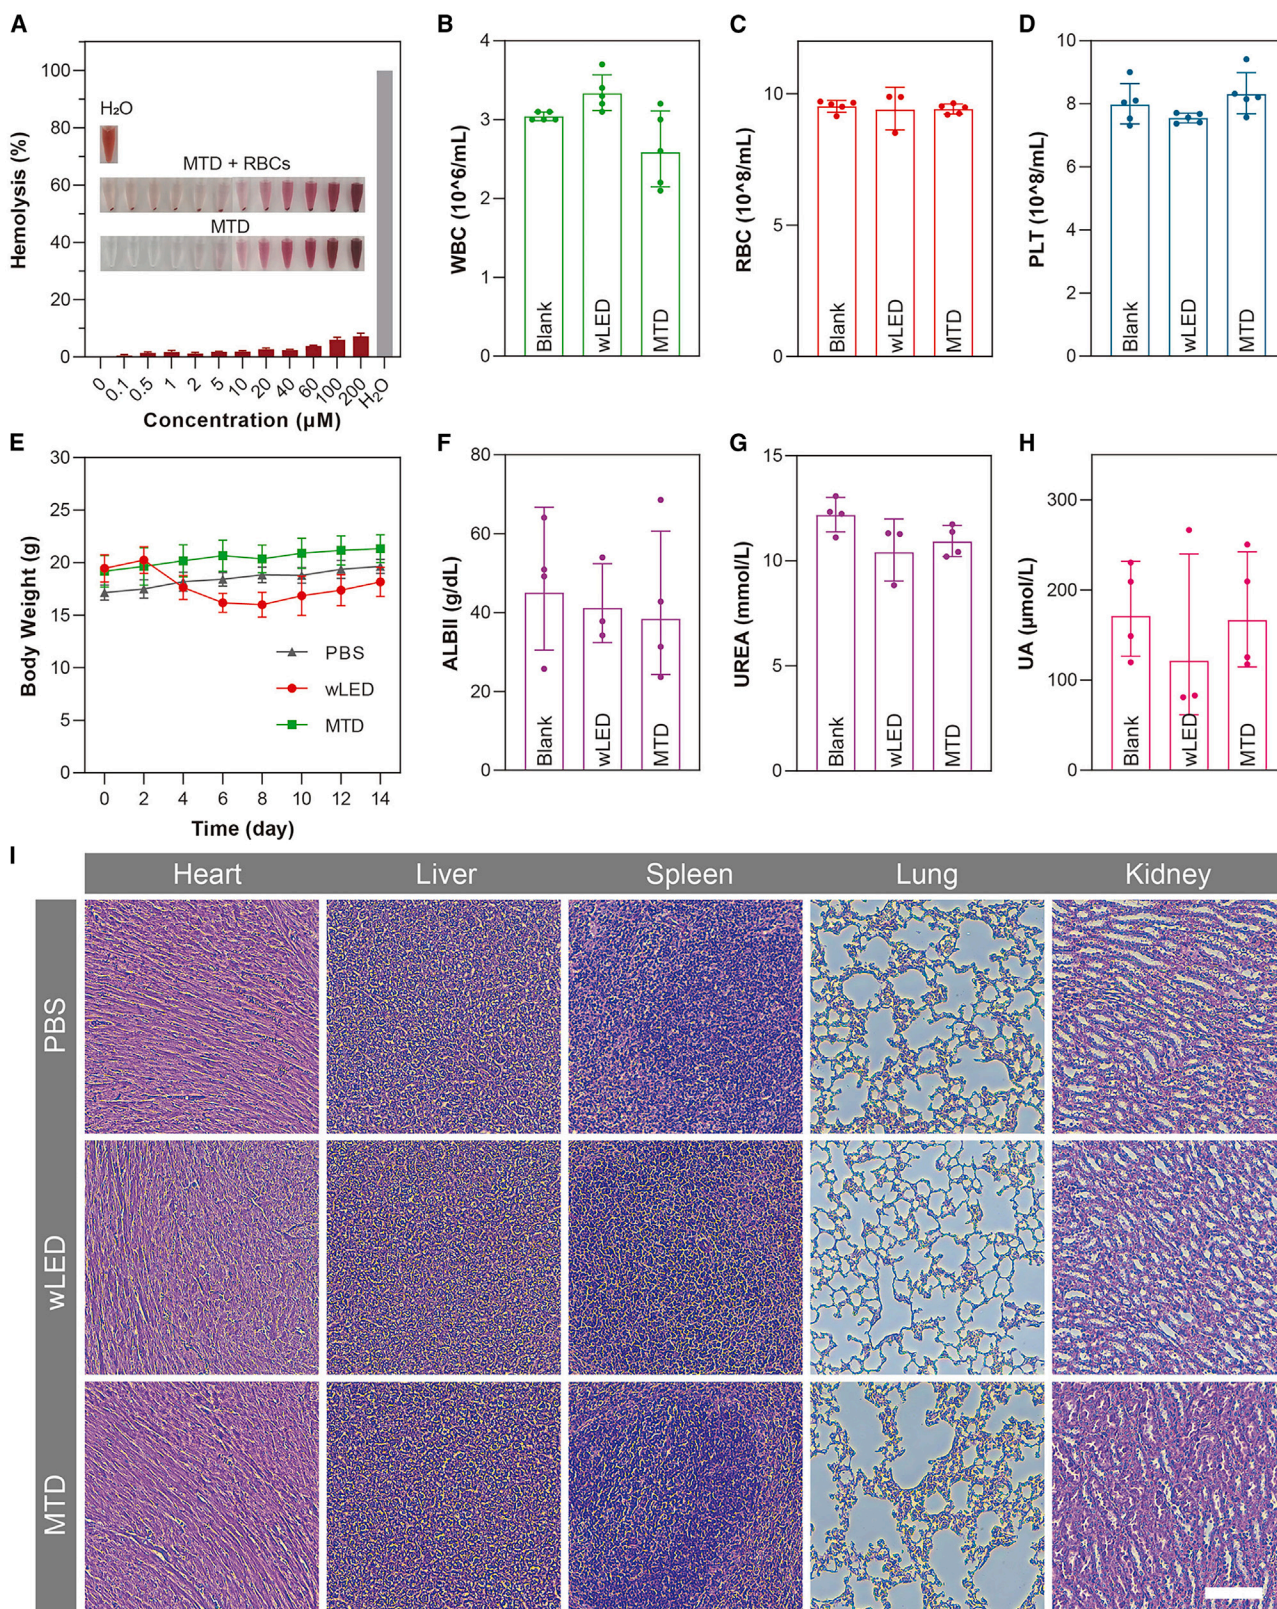 A
Hemolysis (%)
100
80
60
40
20
0
H₂O
MTD + RBCs
MTD
0 0.1 0.5 1 2 5 10 20 40 60 100 200 H₂O
Concentration (μM)
B
WBC (10^6/mL)
4
3
2
1
0
Blank wLED MTD
C
RBC (10^8/mL)
10
5
0
Blank wLED MTD
D
PLT (10^8/mL)
10
8
6
4
2
0
Blank wLED MTD
E
Body Weight (g)
30
25
20
15
10
5
0
PBS
wLED
MTD
0 2 4 6 8 10 12 14
Time (day)
F
ALBII (g/dL)
80
60
40
20
0
Blank wLED MTD
G
UREA (mmol/L)
15
10
5
0
Blank wLED MTD
H
UA (μmol/L)
300
200
100
0
Blank wLED MTD
I
Heart Liver Spleen Lung Kidney
PBS
wLED
MTD